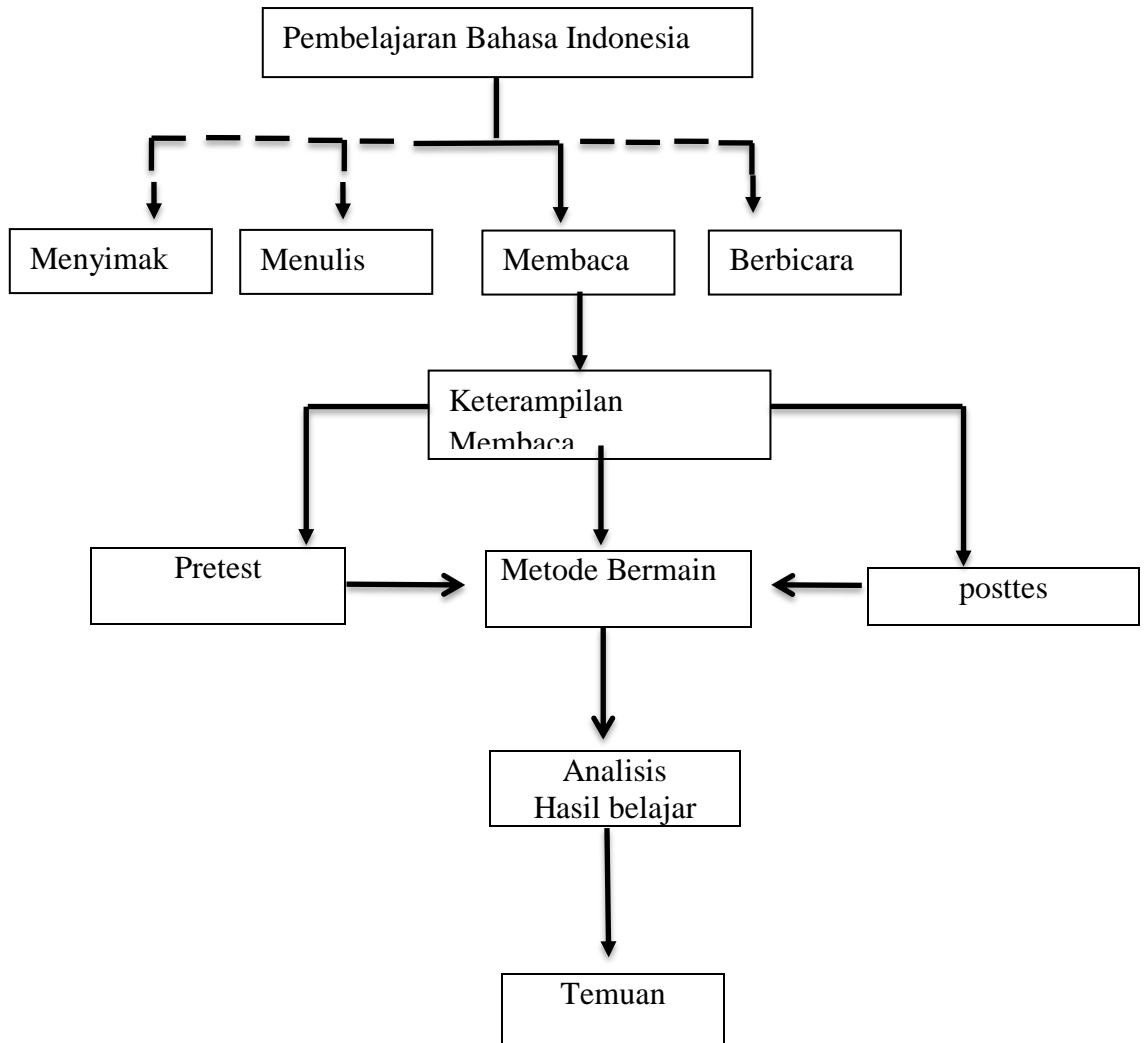 Pembelajaran Bahasa Indonesia
Menyimak
Menulis
Membaca
Berbicara
Keterampilan
Membaca
Pretest
Metode Bermain
posttes
Analisis
Hasil belajar
Temuan